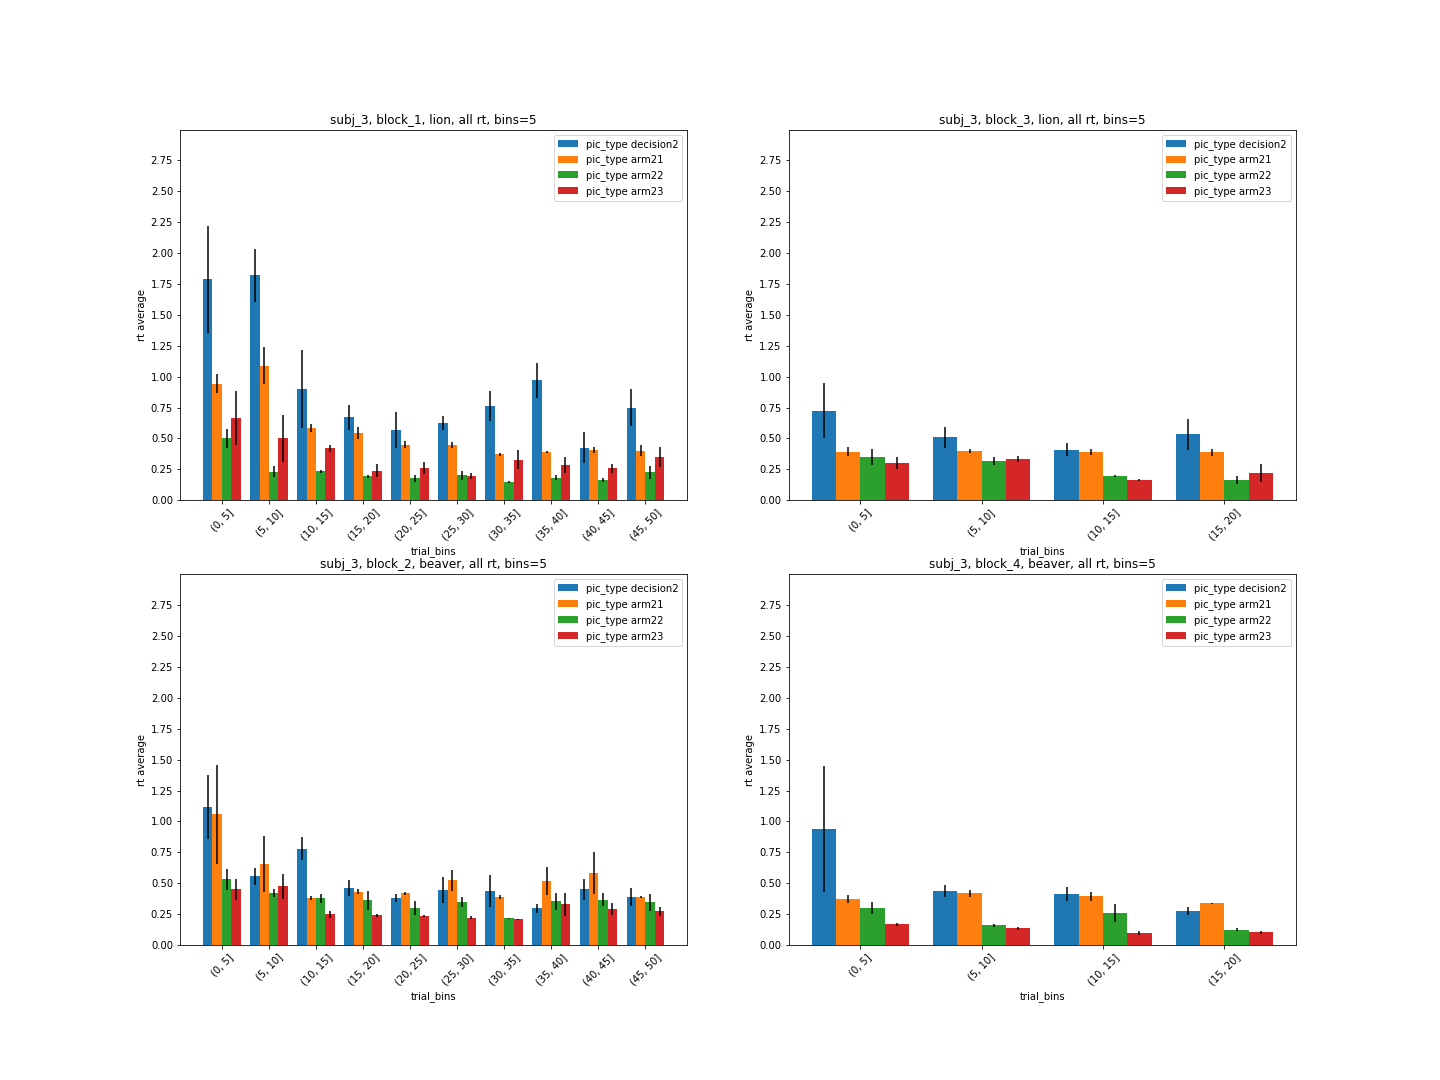 subj_3, block_1, lion, all rt, bins=5
pic_type decision2
pic_type arm21
pic_type arm22
pic_type arm23
rt average
2.75
2.50
2.25
2.00
1.75
1.50
1.25
1.00
0.75
0.50
0.25
0.00
(0, 5]
(5, 10]
(10, 15]
(15, 20]
(20, 25]
(25, 30]
(30, 35]
(35, 40]
(40, 45]
(45, 50]
trial_bins
subj_3, block_3, lion, all rt, bins=5
pic_type decision2
pic_type arm21
pic_type arm22
pic_type arm23
rt average
2.75
2.50
2.25
2.00
1.75
1.50
1.25
1.00
0.75
0.50
0.25
0.00
(0, 5]
(5, 10]
(10, 15]
(15, 20]
trial_bins
subj_3, block_2, beaver, all rt, bins=5
pic_type decision2
pic_type arm21
pic_type arm22
pic_type arm23
rt average
2.75
2.50
2.25
2.00
1.75
1.50
1.25
1.00
0.75
0.50
0.25
0.00
(0, 5]
(5, 10]
(10, 15]
(15, 20]
(20, 25]
(25, 30]
(30, 35]
(35, 40]
(40, 45]
(45, 50]
trial_bins
subj_3, block_4, beaver, all rt, bins=5
pic_type decision2
pic_type arm21
pic_type arm22
pic_type arm23
rt average
2.75
2.50
2.25
2.00
1.75
1.50
1.25
1.00
0.75
0.50
0.25
0.00
(0, 5]
(5, 10]
(10, 15]
(15, 20]
trial_bins